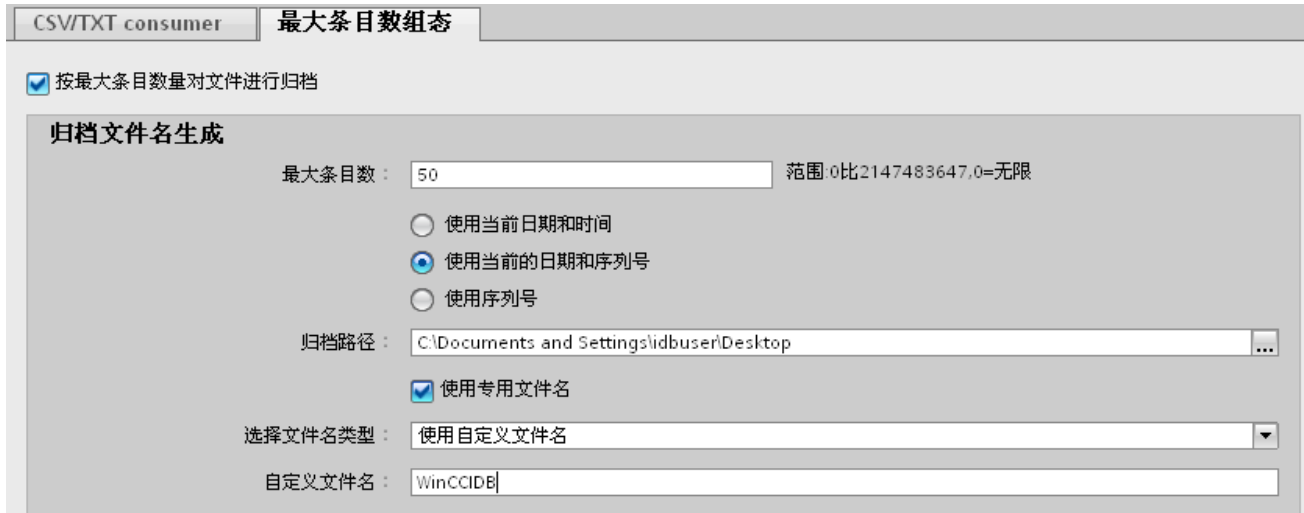 CSV/TXT consumer 最大条目数组态
按最大条目数量对文件进行归档
归档文件名生成
最大条目数： 50 范围:0比2147483647,0=无限
使用当前日期和时间
使用当前的日期和序列号
使用序列号
归档路径： C:\Documents and Settings\idbuser\Desktop ...
使用专用文件名
选择文件名类型： 使用自定义文件名
自定义文件名： WinCCIDB